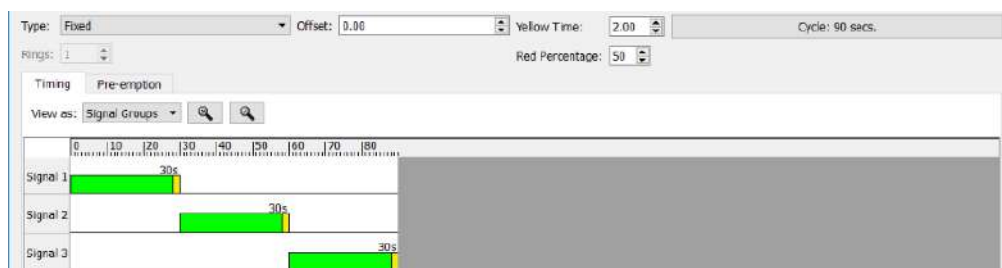 Type: Fixed Offset: 0.00 Yellow Time: 2.00 Cycle: 90 secs.
Rings: 1 Red Percentage: 50
Timing Pre-emption
View as: Signal Groups
0 10 20 30 40 50 60 70 80
Signal 1 30s
Signal 2 30s
Signal 3 30s